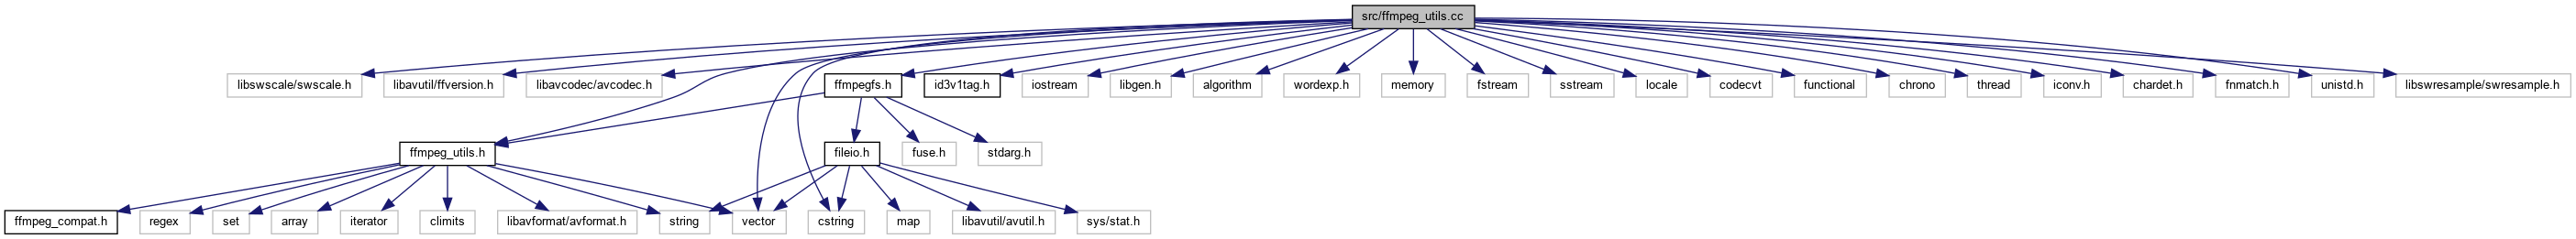 src/ffmpeg_utils.cc
libswscale/swscale.h
libavutil/ffversion.h
libavcodec/avcodec.h
ffmpegfs.h
id3v1tag.h
iostream
libgen.h
algorithm
wordexp.h
memory
fstream
sstream
locale
codecvt
functional
chrono
thread
iconv.h
chardet.h
fnmatch.h
unistd.h
libswresample/swresample.h
ffmpeg_utils.h
fileio.h
fuse.h
stdarg.h
ffmpeg_compat.h
regex
set
array
iterator
climits
libavformat/avformat.h
string
vector
cstring
map
libavutil/avutil.h
sys/stat.h